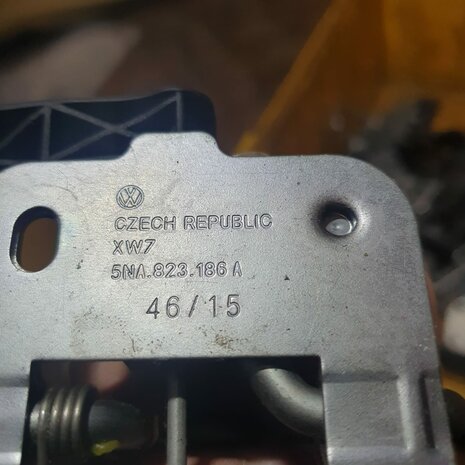 CZECH REPUBLIC
XW7
5NA.823.186 A
46/15